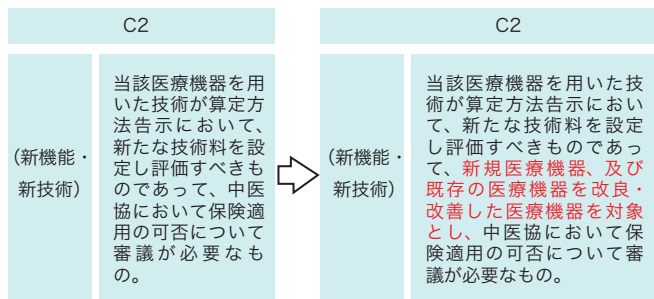 C2
(新機能・
新技術)
当該医療機器を用
いた技術が算定方
法告示において、
新たな技術料を設
定し評価すべきも
のであって、中医
協において保険適
用の可否について
審議が必要なも
の。
C2
(新機能・
新技術)
当該医療機器を用いた技
術が算定方法告示におい
て、新たな技術料を設定
し評価すべきものであっ
て、新規医療機器、及び
既存の医療機器を改良・
改善した医療機器を対象
とし、中医協において保
険適用の可否について審
議が必要なもの。